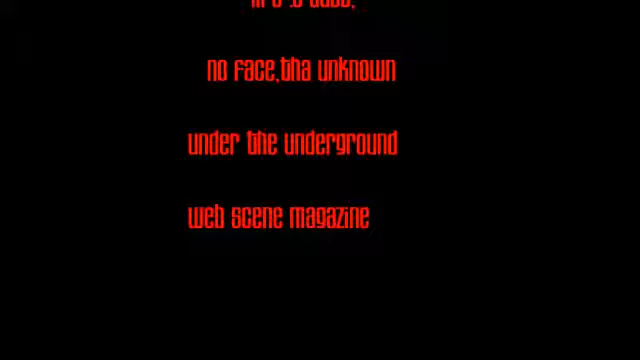 no face,tha unknown
under the underground
web scene magazine